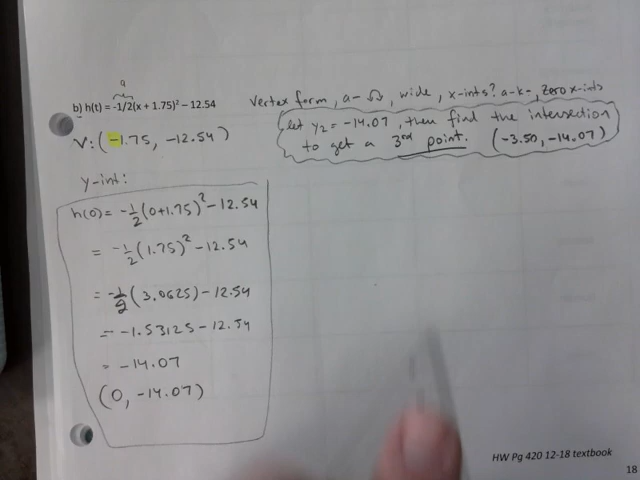 a
b) h(t) = -1/2(x + 1.75)² – 12.54
Vertex form, a- ↓↓, wide, x-ints? a-k-, zero x-ints
V: (-1.75, -12.54)
let y₂ = -14.07, then find the intersection
to get a 3rd point. (-3.50, -14.07)
y-int:
h(0) = -½(0+1.75)² - 12.54
= -½(1.75)² - 12.54
= -½(3.0625) - 12.54
= -1.53125 - 12.54
= -14.07
(0, -14.07)
HW Pg 420 12-18 textbook
18